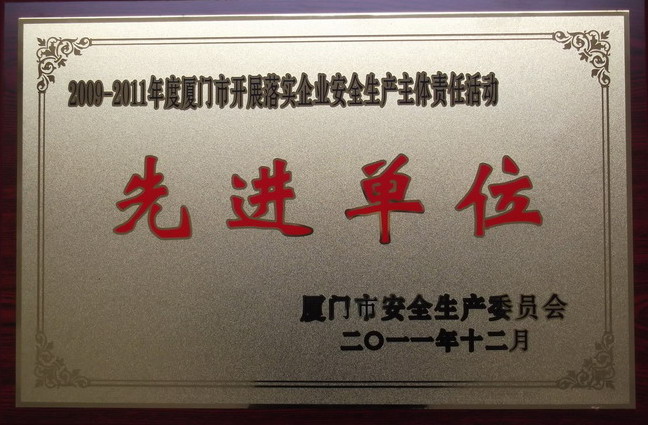 2009-2011年度厦门市开展落实企业安全生产主体责任活动
先进单位
厦门市安全生产委员会
二〇一一年十二月